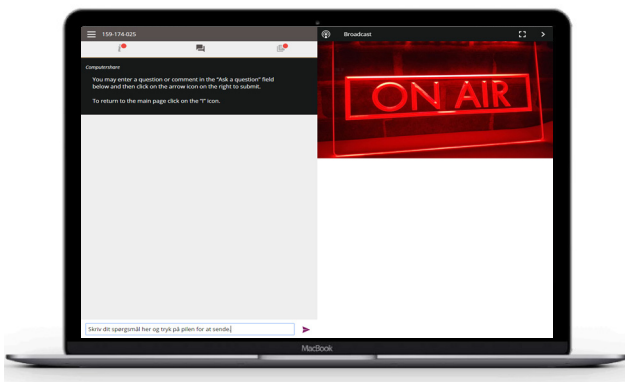 159-174-025
Broadcast
Computershare
You may enter a question or comment in the "Ask a question" field
below and then click on the arrow icon on the right to submit.
To return to the main page click on the "I" icon.
ON AIR
Skriv dit spørgsmål her og tryk på pilen for at sende.
MacBook